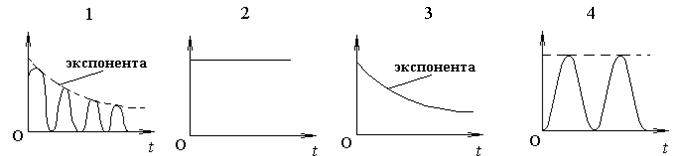 1 2 3 4
экспонента
экспонента
O t O t O t O t